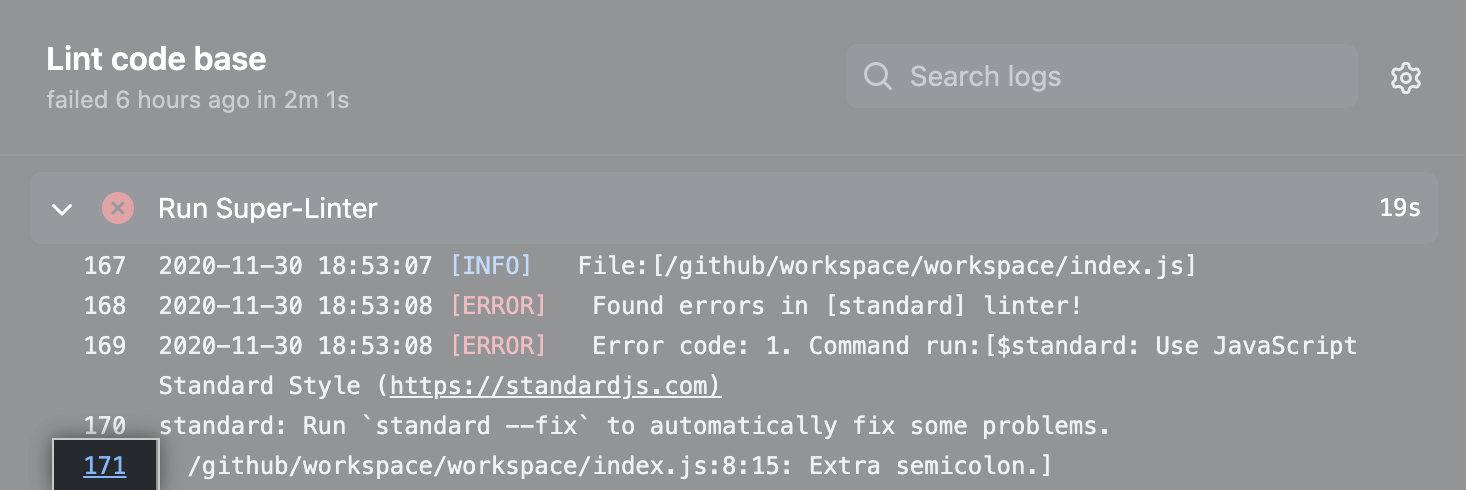 Lint code base
Search logs
failed 6 hours ago in 2m 1s
Run Super-Linter 19s
167 2020-11-30 18:53:07 [INFO] File:[/github/workspace/workspace/index.js]
168 2020-11-30 18:53:08 [ERROR] Found errors in [standard] linter!
169 2020-11-30 18:53:08 [ERROR] Error code: 1. Command run:[$standard: Use JavaScript
Standard Style (https://standardjs.com)
170 standard: Run `standard --fix` to automatically fix some problems.
171 /github/workspace/workspace/index.js:8:15: Extra semicolon.]